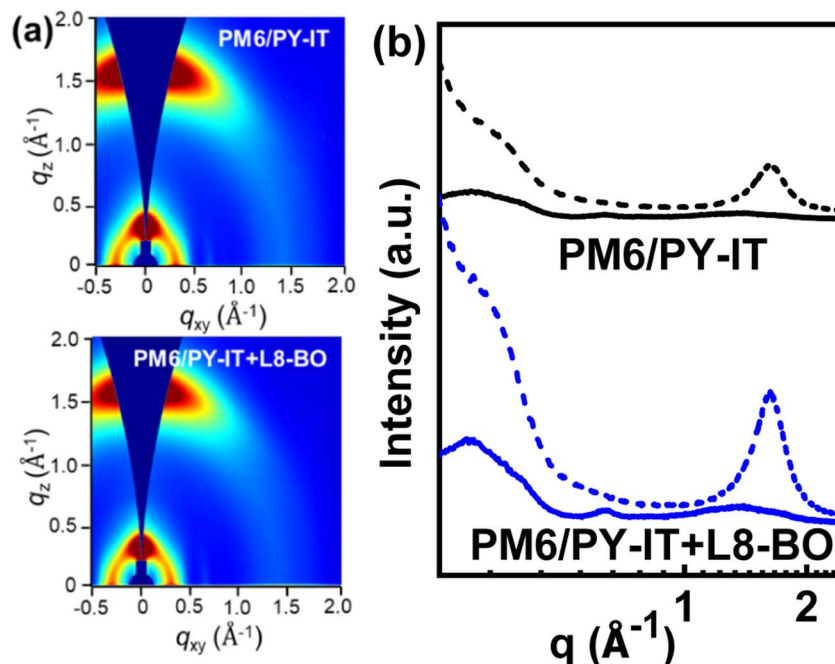 (a)
PM6/PY-IT
2.0
1.5
1.0
0.5
0
q_z (Å⁻¹)
-0.5 0 0.5 1.0 1.5 2.0
q_xy (Å⁻¹)
PM6/PY-IT+L8-BO
2.0
1.5
1.0
0.5
0
q_z (Å⁻¹)
-0.5 0 0.5 1.0 1.5 2.0
q_xy (Å⁻¹)
(b)
Intensity (a.u.)
PM6/PY-IT
PM6/PY-IT+L8-BO
1 2
q (Å⁻¹)